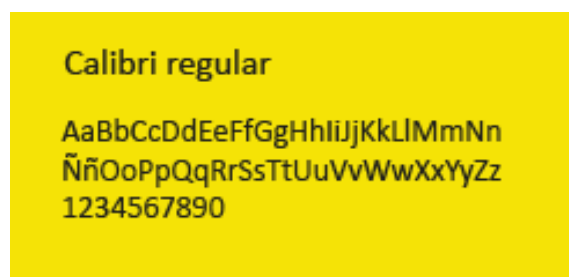 Calibri regular
AaBbCcDdEeFfGgHhIiJjKkLlMmNn
ÑñOoPpQqRrSsTtUuVvWwXxYyZz
1234567890